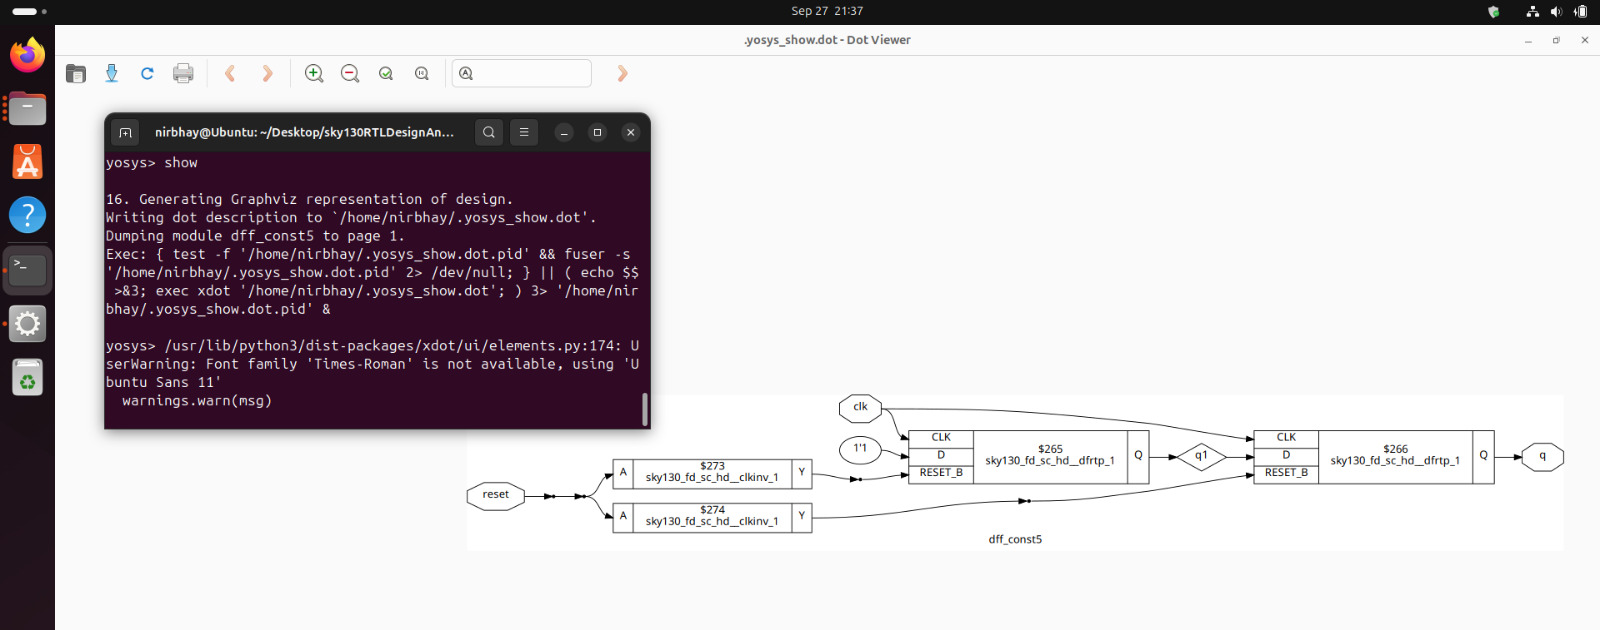 Sep 27 21:37
.yosys_show.dot - Dot Viewer
nirbhay@Ubuntu: ~/Desktop/sky130RTLDesignAn...
yosys> show
16. Generating Graphviz representation of design.
Writing dot description to `/home/nirbhay/.yosys_show.dot'.
Dumping module dff_const5 to page 1.
Exec: { test -f '/home/nirbhay/.yosys_show.dot.pid' && fuser -s
'/home/nirbhay/.yosys_show.dot.pid' 2> /dev/null; } || ( echo $$
>&3; exec xdot '/home/nirbhay/.yosys_show.dot'; ) 3> '/home/nir
bhay/.yosys_show.dot.pid' &
yosys> /usr/lib/python3/dist-packages/xdot/ui/elements.py:174: U
serWarning: Font family 'Times-Roman' is not available, using 'U
buntu Sans 11'
warnings.warn(msg)
clk
1'1
CLK
D
RESET_B
$265
sky130_fd_sc_hd__dfrtp_1
Q
q1
CLK
D
RESET_B
$266
sky130_fd_sc_hd__dfrtp_1
Q
q
reset
A
$273
sky130_fd_sc_hd__clkinv_1
Y
A
$274
sky130_fd_sc_hd__clkinv_1
Y
dff_const5